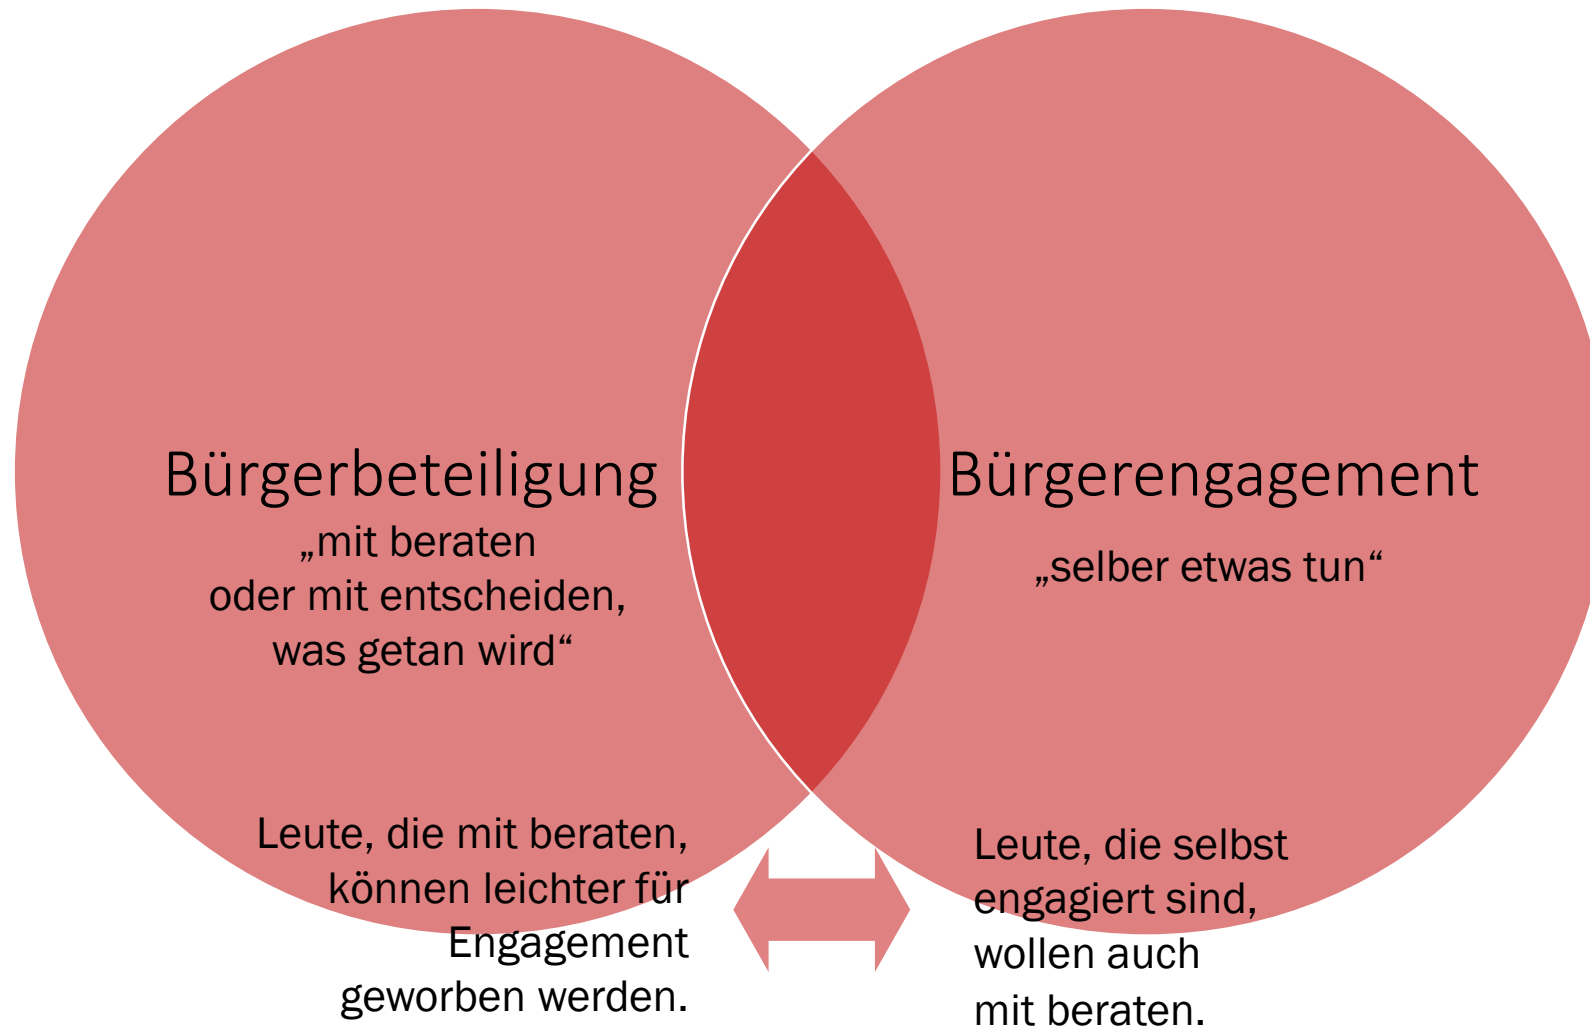 Bürgerbeteiligung
„mit beraten
oder mit entscheiden,
was getan wird“
Bürgerengagement
„selber etwas tun“
Leute, die mit beraten,
können leichter für
Engagement
geworben werden.
Leute, die selbst
engagiert sind,
wollen auch
mit beraten.